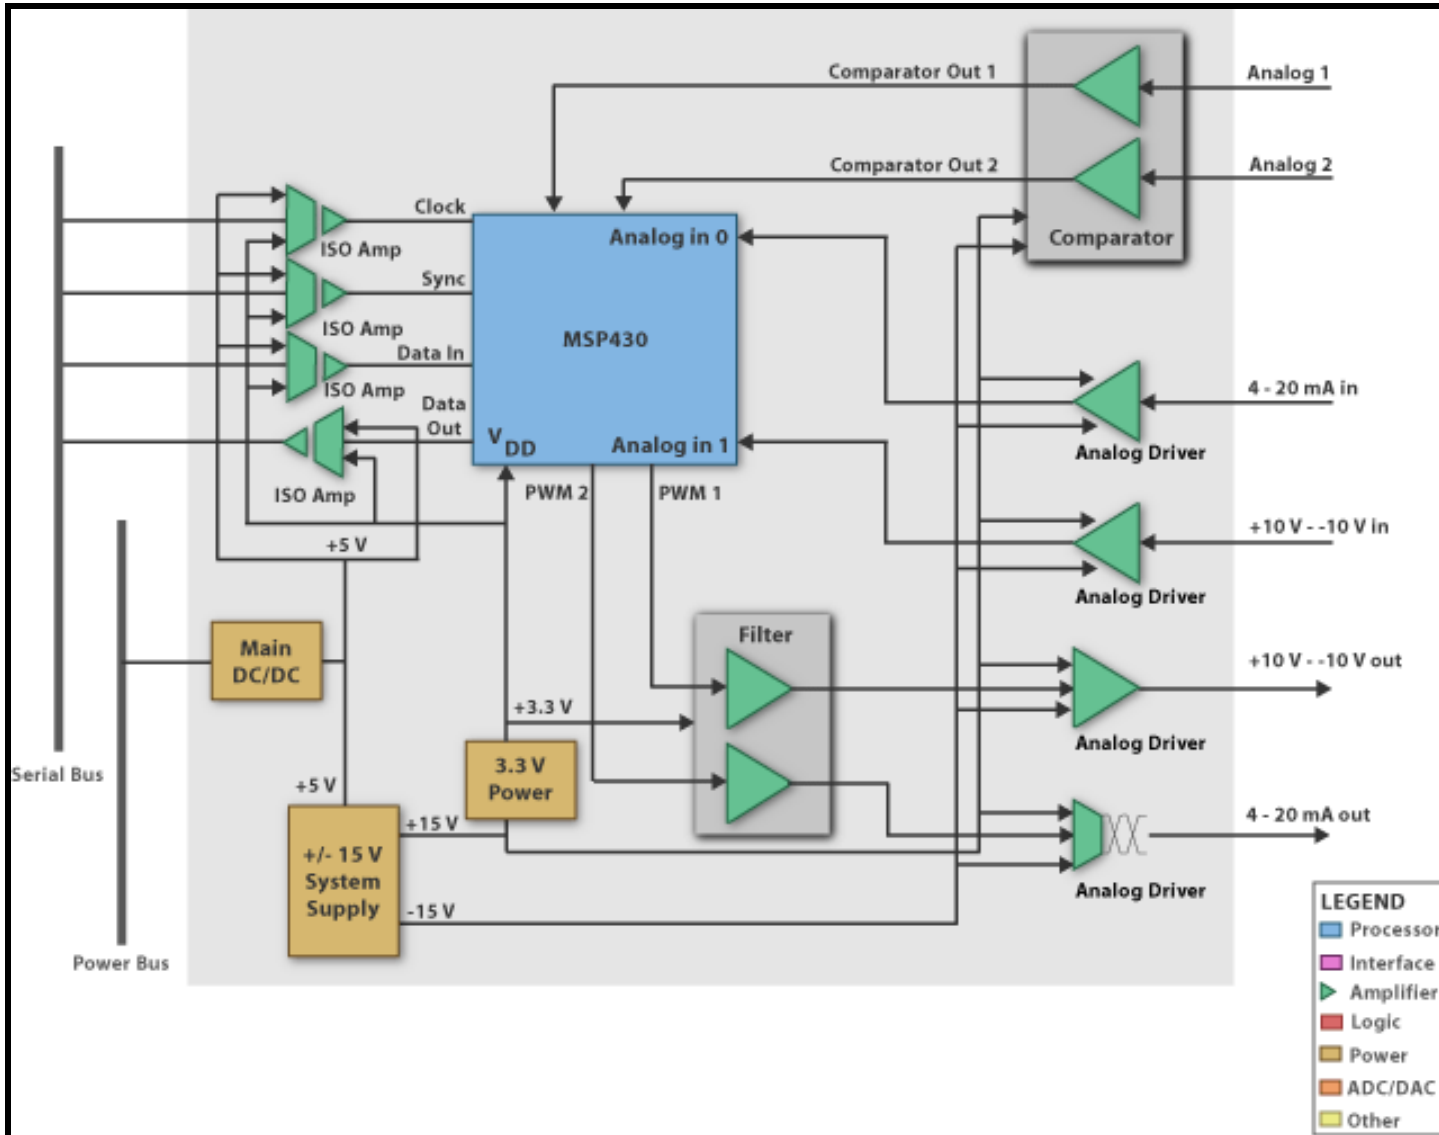 Comparator Out 1
Analog 1
Comparator Out 2
Analog 2
Comparator
Clock
ISO Amp
Sync
ISO Amp
Data In
ISO Amp
Data
Out
ISO Amp
Analog in 0
MSP430
VDD
Analog in 1
PWM 2
PWM 1
4 - 20 mA in
Analog Driver
+10 V - -10 V in
Analog Driver
+5 V
Main
DC/DC
Filter
+10 V - -10 V out
Analog Driver
+3.3 V
3.3 V
Power
Serial Bus
+5 V
+15 V
+/- 15 V
System
Supply
-15 V
4 - 20 mA out
Analog Driver
Power Bus
LEGEND
Processor
Interface
Amplifier
Logic
Power
ADC/DAC
Other